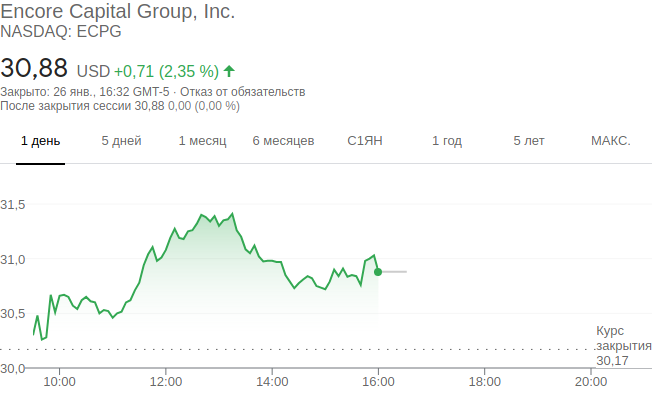 Encore Capital Group, Inc.
NASDAQ: ECPG
30,88 USD +0,71 (2,35 %)
Закрыто: 26 янв., 16:32 GMT-5 · Отказ от обязательств
После закрытия сессии 30,88 0,00 (0,00 %)
1 день 5 дней 1 месяц 6 месяцев С1ЯН 1 год 5 лет МАКС.
31,5
31,0
30,5
Курс
закрытия
30,17
30,0
10:00 12:00 14:00 16:00 18:00 20:00